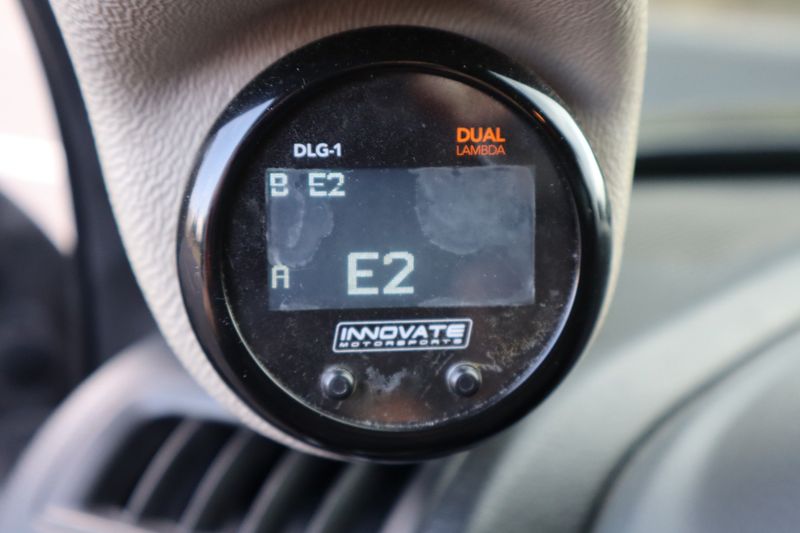 DLG-1
DUAL
LAMBDA
B E2
A E2
INNOVATE
MOTORSPORTS